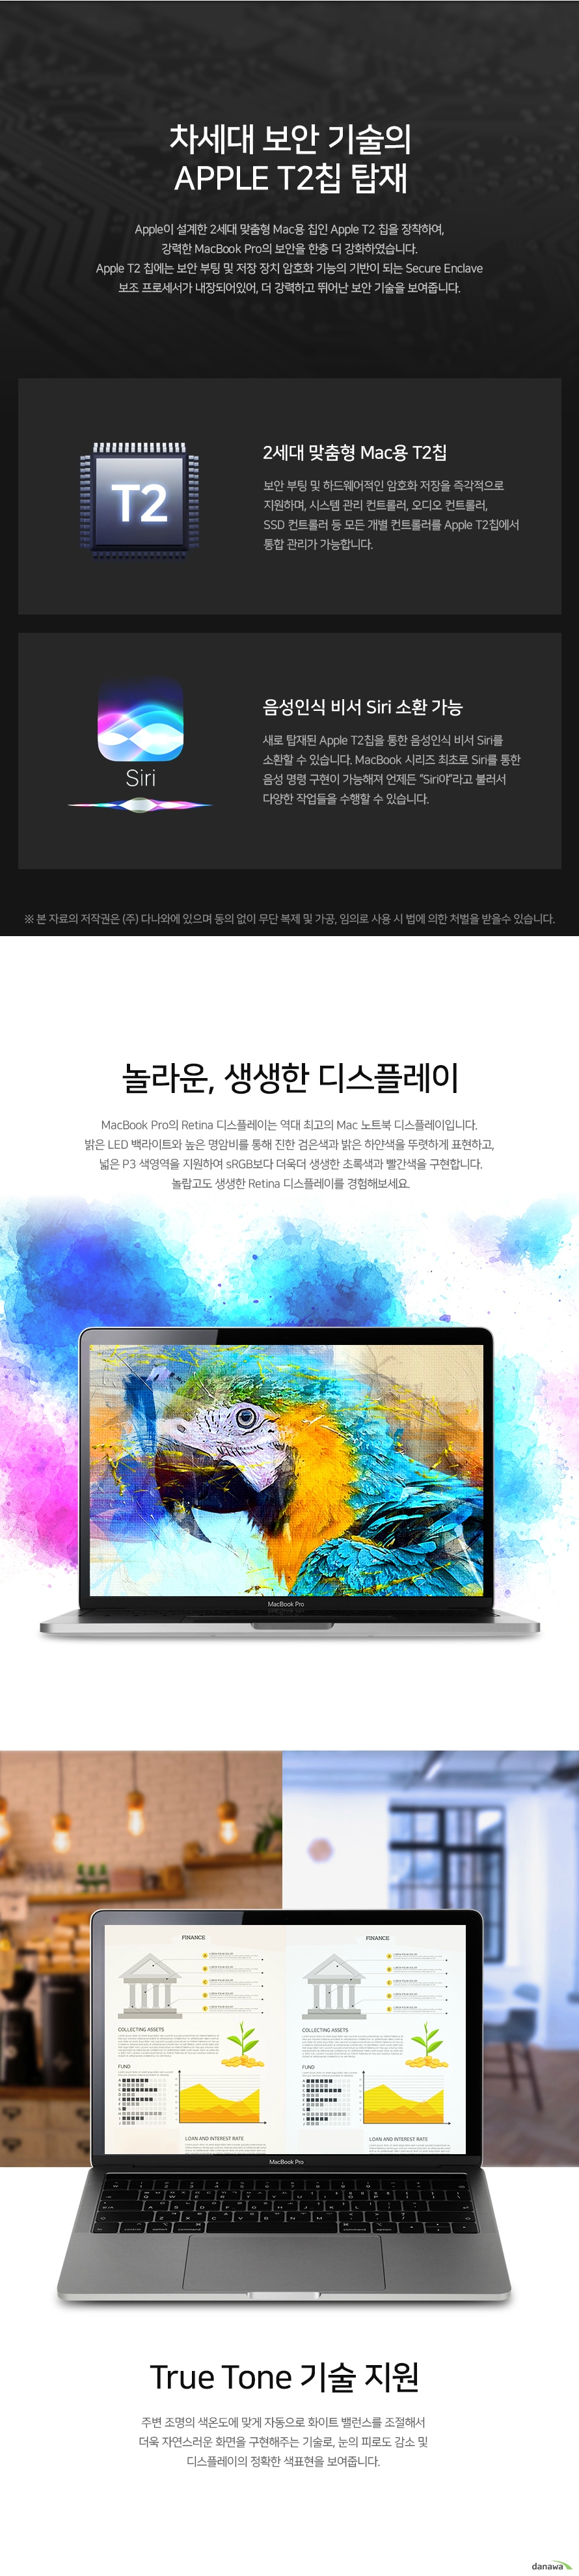 차세대 보안 기술의
APPLE T2칩 탑재
Apple이 설계한 2세대 맞춤형 Mac용 칩인 Apple T2 칩을 장착하여,
강력한 MacBook Pro의 보안을 한층 더 강화하였습니다.
Apple T2 칩에는 보안 부팅 및 저장 장치 암호화 기능의 기반이 되는 Secure Enclave
보조 프로세서가 내장되어있어, 더 강력하고 뛰어난 보안 기술을 보여줍니다.
T2
2세대 맞춤형 Mac용 T2칩
보안 부팅 및 하드웨어적인 암호화 저장을 즉각적으로
지원하며, 시스템 관리 컨트롤러, 오디오 컨트롤러,
SSD 컨트롤러 등 모든 개별 컨트롤러를 Apple T2칩에서
통합 관리가 가능합니다.
Siri
음성인식 비서 Siri 소환 가능
새로 탑재된 Apple T2칩을 통한 음성인식 비서 Siri를
소환할 수 있습니다. MacBook 시리즈 최초로 Siri를 통한
음성 명령 구현이 가능해져 언제든 "Siri야"라고 불러서
다양한 작업들을 수행할 수 있습니다.
※ 본 자료의 저작권은 (주) 다나와에 있으며 동의 없이 무단 복제 및 가공, 임의로 사용 시 법에 의한 처벌을 받을수 있습니다.
놀라운, 생생한 디스플레이
MacBook Pro의 Retina 디스플레이는 역대 최고의 Mac 노트북 디스플레이입니다.
밝은 LED 백라이트와 높은 명암비를 통해 진한 검은색과 밝은 하얀색을 뚜렷하게 표현하고,
넓은 P3 색영역을 지원하여 sRGB보다 더욱더 생생한 초록색과 빨간색을 구현합니다.
놀랍고도 생생한 Retina 디스플레이를 경험해보세요.
MacBook Pro
FINANCE
FINANCE
COLLECTING ASSETS
COLLECTING ASSETS
FUND
FUND
LOAN AND INTEREST RATE
LOAN AND INTEREST RATE
MacBook Pro
True Tone 기술 지원
주변 조명의 색온도에 맞게 자동으로 화이트 밸런스를 조절해서
더욱 자연스러운 화면을 구현해주는 기술로, 눈의 피로도 감소 및
디스플레이의 정확한 색표현을 보여줍니다.
danawa